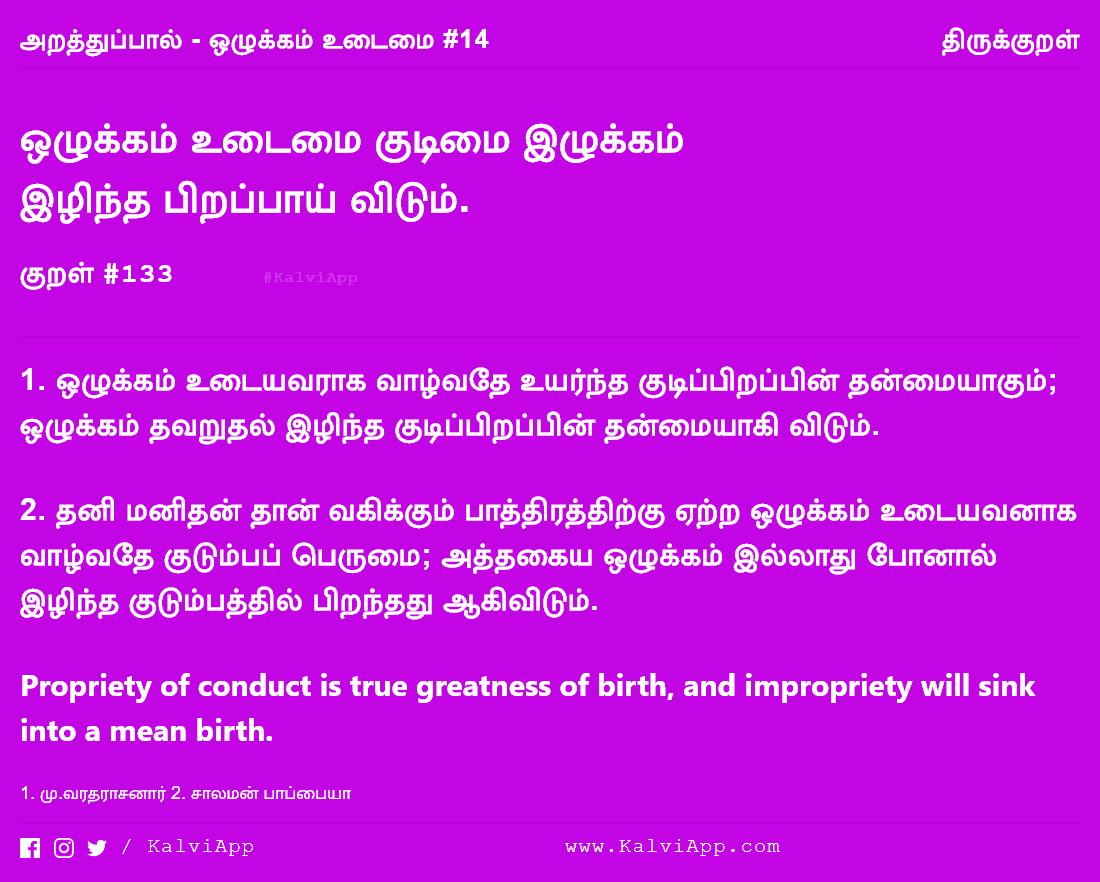 அறத்துப்பால் - ஒழுக்கம் உடைமை #14
திருக்குறள்
ஒழுக்கம் உடைமை குடிமை இழுக்கம்
இழிந்த பிறப்பாய் விடும்.
குறள் #133
#KalviApp
1. ஒழுக்கம் உடையவராக வாழ்வதே உயர்ந்த குடிப்பிறப்பின் தன்மையாகும்;
ஒழுக்கம் தவறுதல் இழிந்த குடிப்பிறப்பின் தன்மையாகி விடும்.
2. தனி மனிதன் தான் வகிக்கும் பாத்திரத்திற்கு ஏற்ற ஒழுக்கம் உடையவனாக
வாழ்வதே குடும்பப் பெருமை; அத்தகைய ஒழுக்கம் இல்லாது போனால்
இழிந்த குடும்பத்தில் பிறந்தது ஆகிவிடும்.
Propriety of conduct is true greatness of birth, and impropriety will sink
into a mean birth.
1. மு.வரதராசனார் 2. சாலமன் பாப்பையா
/ KalviApp
www.KalviApp.com